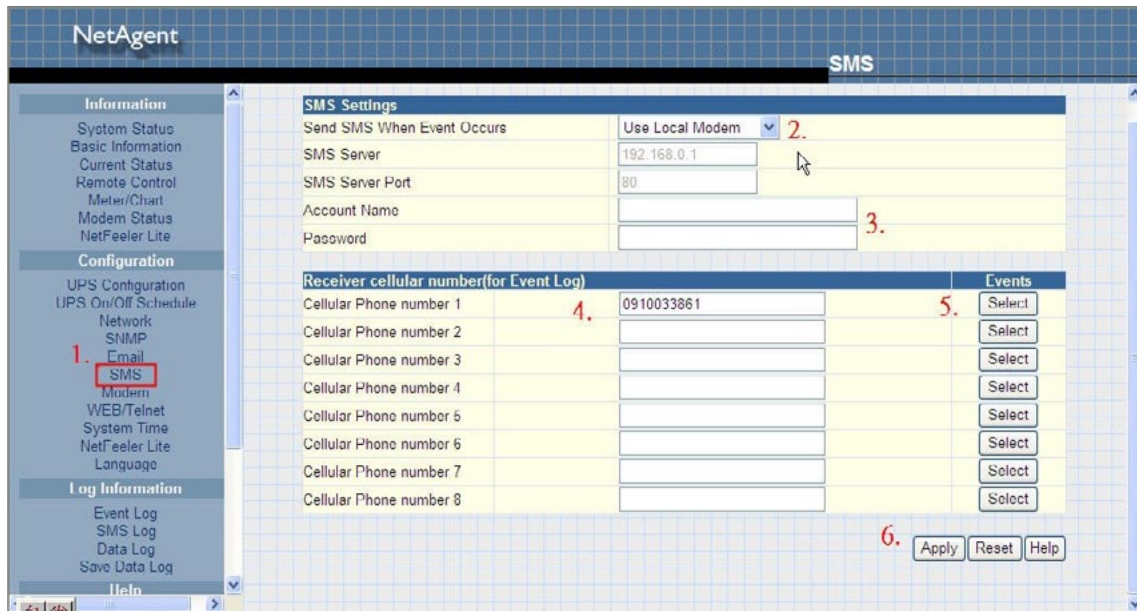 NetAgent
SMS
Information
System Status
Basic Information
Current Status
Remote Control
Meter/Chart
Modem Status
NetFeeler Lite
Configuration
UPS Configuration
UPS On/Off Schedule
Network
SNMP
1. Email
SMS
Modem
WEB/Telnet
System Time
NetFeeler Lite
Language
Log Information
Event Log
SMS Log
Data Log
Save Data Log
Help
SMS Settings
Send SMS When Event Occurs Use Local Modem 2.
SMS Server 192.168.0.1
SMS Server Port 80
Account Name
3.
Password
Receiver cellular number(for Event Log) Events
Cellular Phone number 1 4. 0910033861 5. Select
Cellular Phone number 2 Select
Cellular Phone number 3 Select
Cellular Phone number 4 Select
Cellular Phone number 5 Select
Cellular Phone number 6 Select
Cellular Phone number 7 Select
Cellular Phone number 8 Select
6. Apply Reset Help